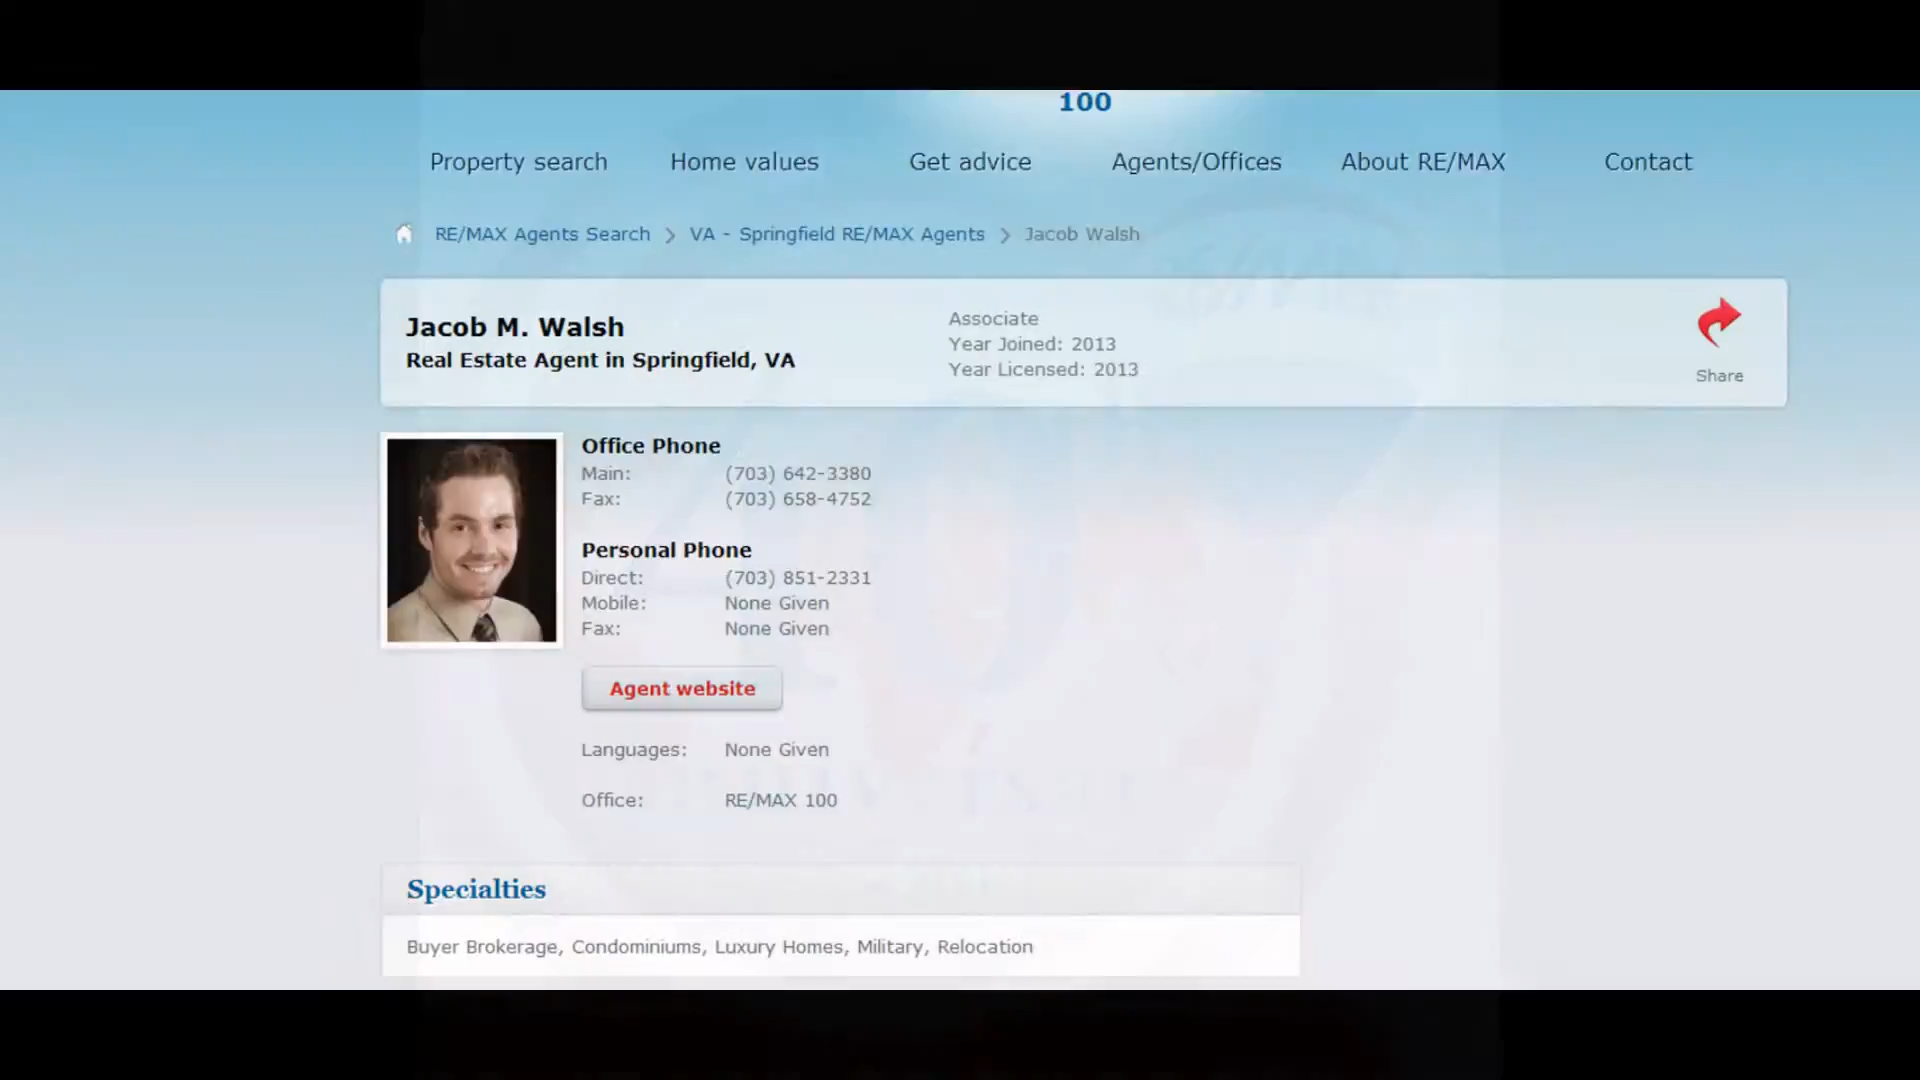 100
Property search Home values Get advice Agents/Offices About RE/MAX Contact
RE/MAX Agents Search > VA - Springfield RE/MAX Agents > Jacob Walsh
Jacob M. Walsh
Real Estate Agent in Springfield, VA
Associate
Year Joined: 2013
Year Licensed: 2013
Share
Office Phone
Main: (703) 642-3380
Fax: (703) 658-4752
Personal Phone
Direct: (703) 851-2331
Mobile: None Given
Fax: None Given
Agent website
Languages: None Given
Office: RE/MAX 100
Specialties
Buyer Brokerage, Condominiums, Luxury Homes, Military, Relocation